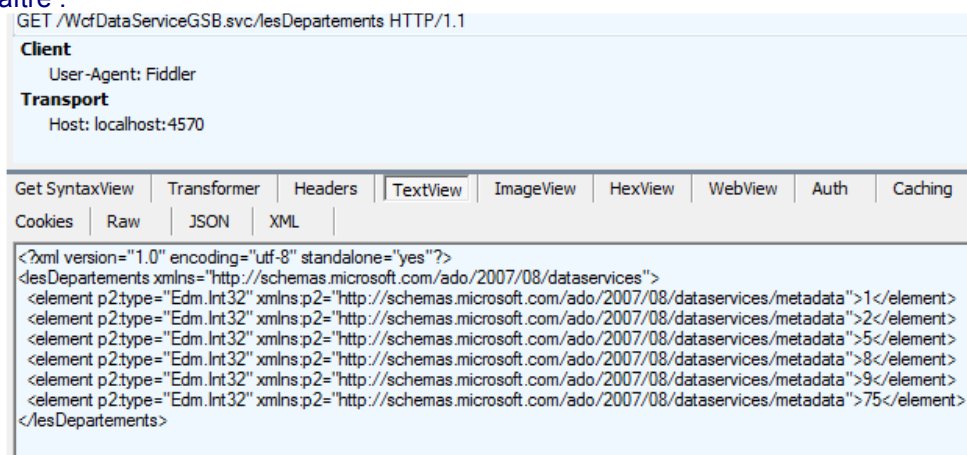 aître :
GET /WcfDataServiceGSB.svc/lesDepartements HTTP/1.1
Client
User-Agent: Fiddler
Transport
Host: localhost:4570
Get SyntaxView Transformer Headers TextView ImageView HexView WebView Auth Caching
Cookies Raw JSON XML
<?xml version="1.0" encoding="utf-8" standalone="yes"?>
<lesDepartements xmlns="http://schemas.microsoft.com/ado/2007/08/dataservices">
<element p2:type="Edm.Int32" xmlns:p2="http://schemas.microsoft.com/ado/2007/08/dataservices/metadata">1</element>
<element p2:type="Edm.Int32" xmlns:p2="http://schemas.microsoft.com/ado/2007/08/dataservices/metadata">2</element>
<element p2:type="Edm.Int32" xmlns:p2="http://schemas.microsoft.com/ado/2007/08/dataservices/metadata">5</element>
<element p2:type="Edm.Int32" xmlns:p2="http://schemas.microsoft.com/ado/2007/08/dataservices/metadata">8</element>
<element p2:type="Edm.Int32" xmlns:p2="http://schemas.microsoft.com/ado/2007/08/dataservices/metadata">9</element>
<element p2:type="Edm.Int32" xmlns:p2="http://schemas.microsoft.com/ado/2007/08/dataservices/metadata">75</element>
</lesDepartements>